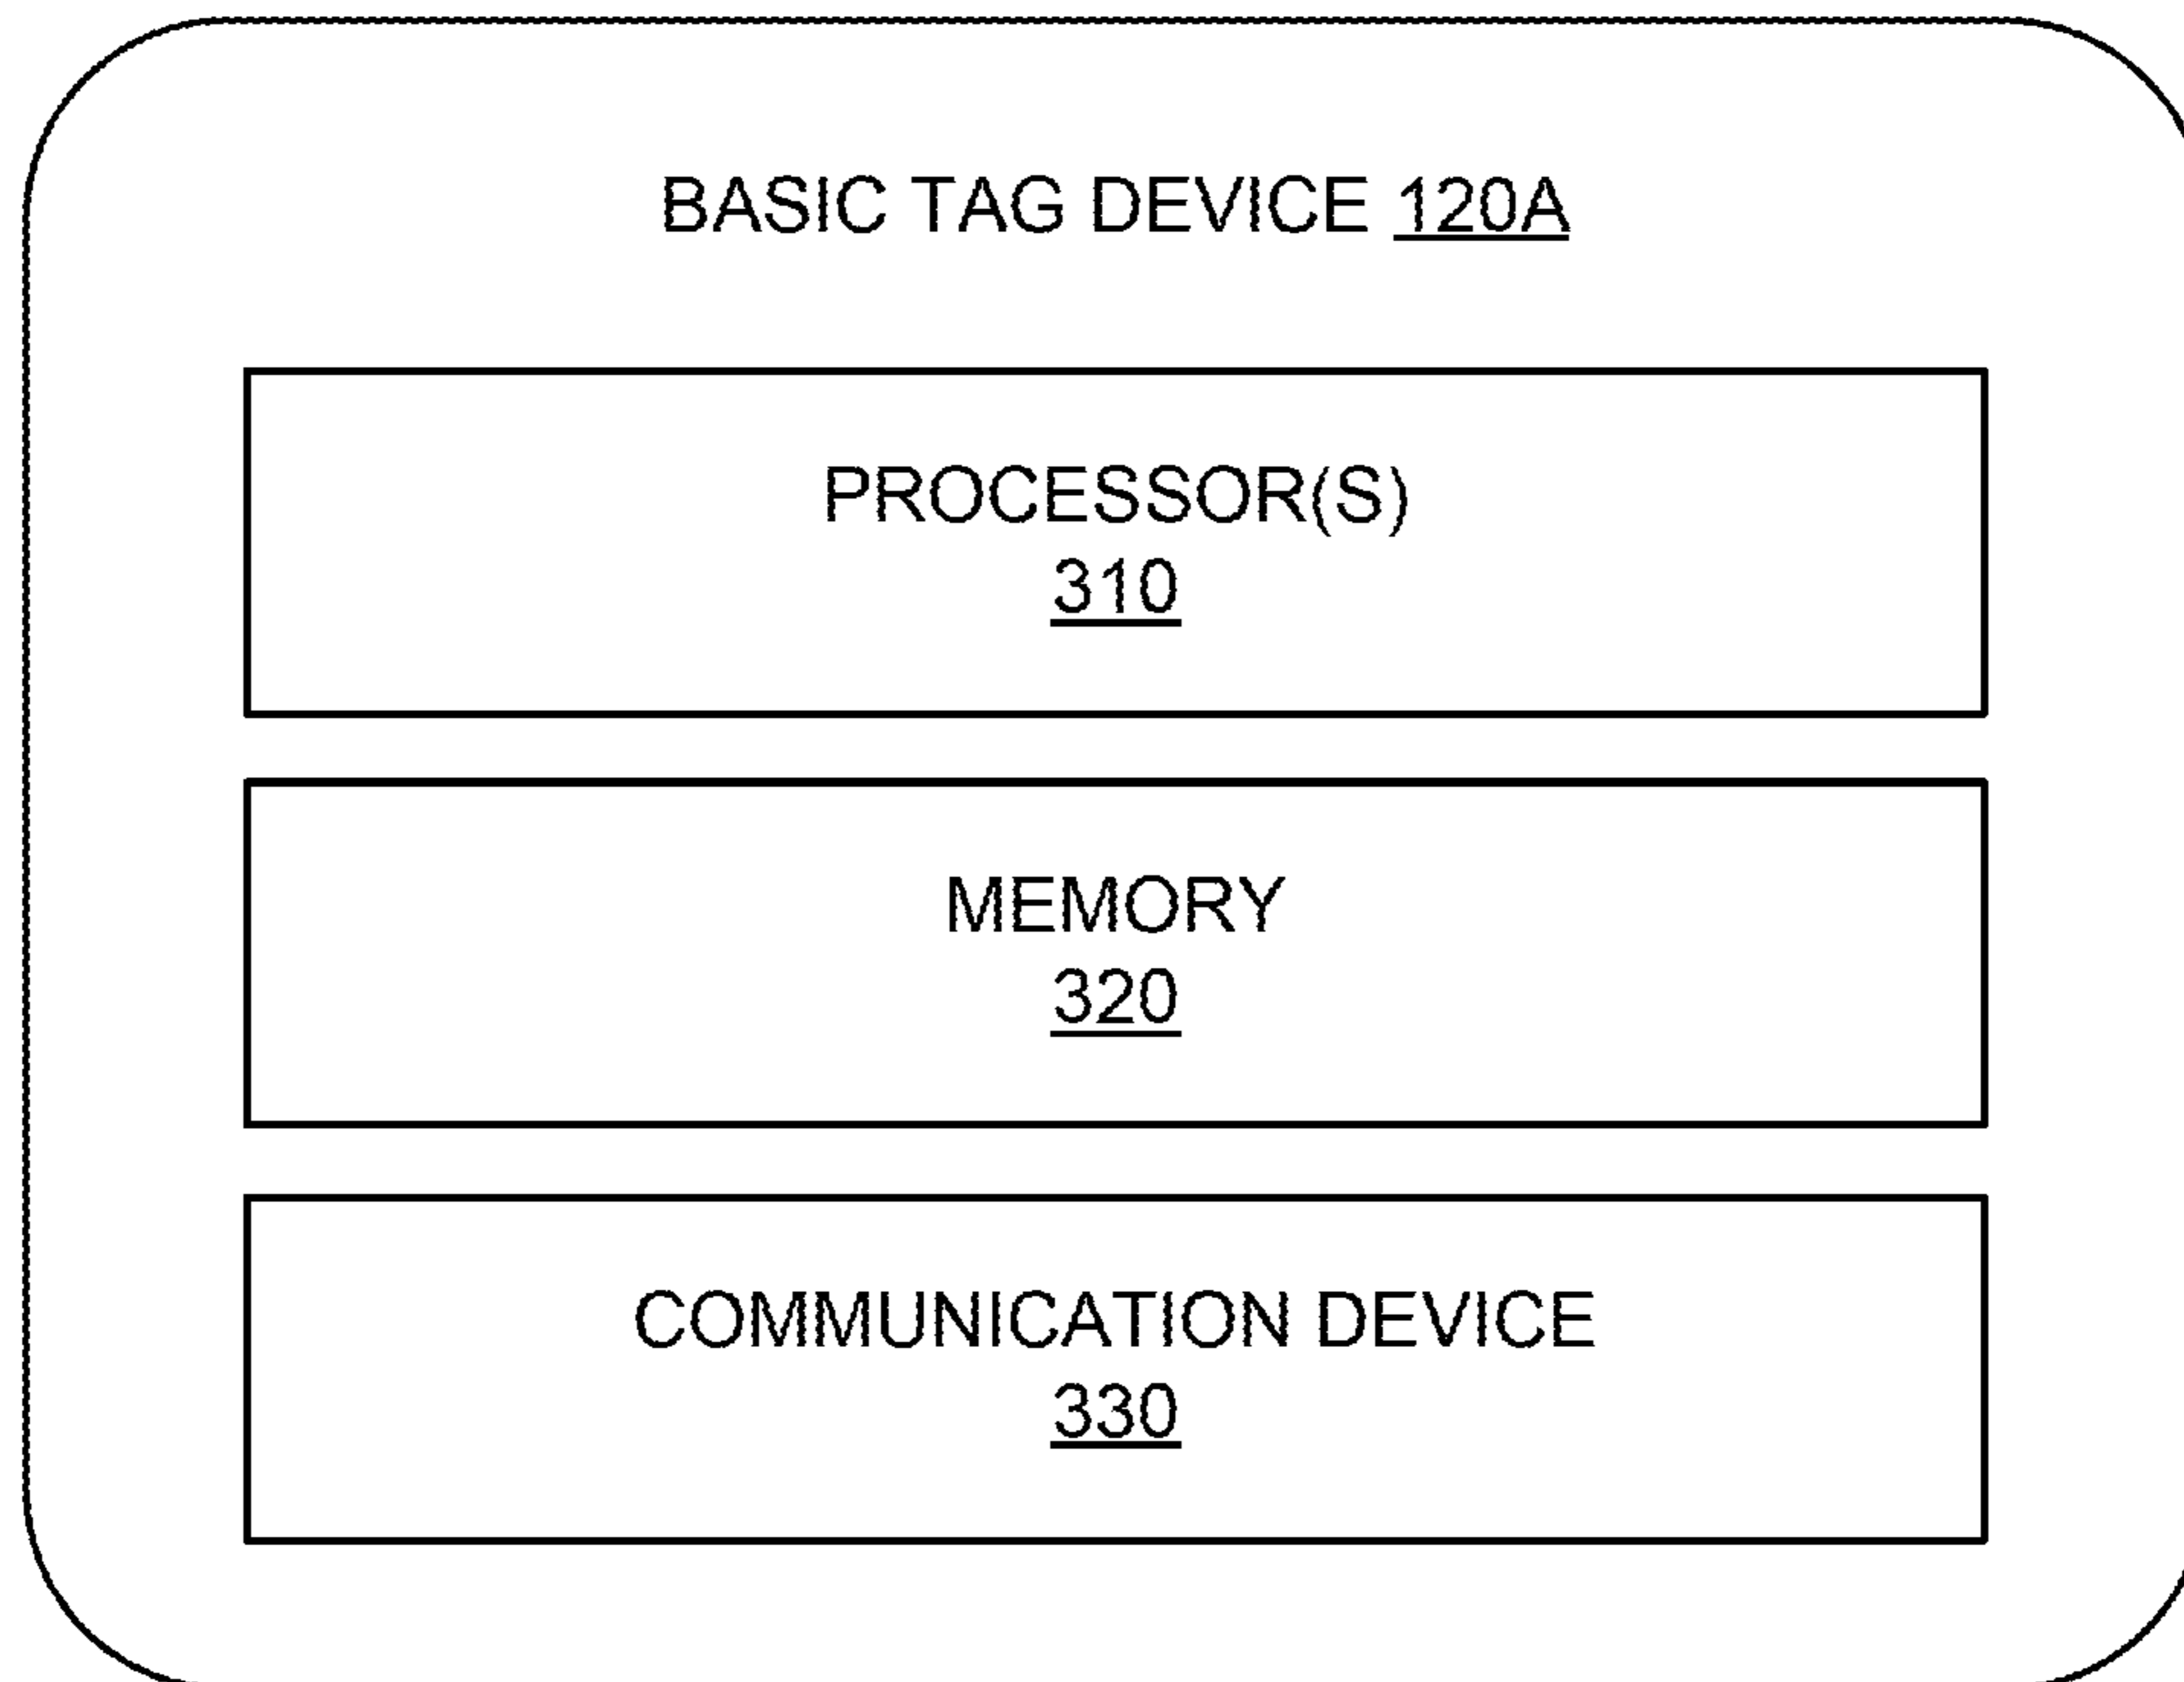 BASIC TAG DEVICE 120A
PROCESSOR(S)
310
MEMORY
320
COMMUNICATION DEVICE
330